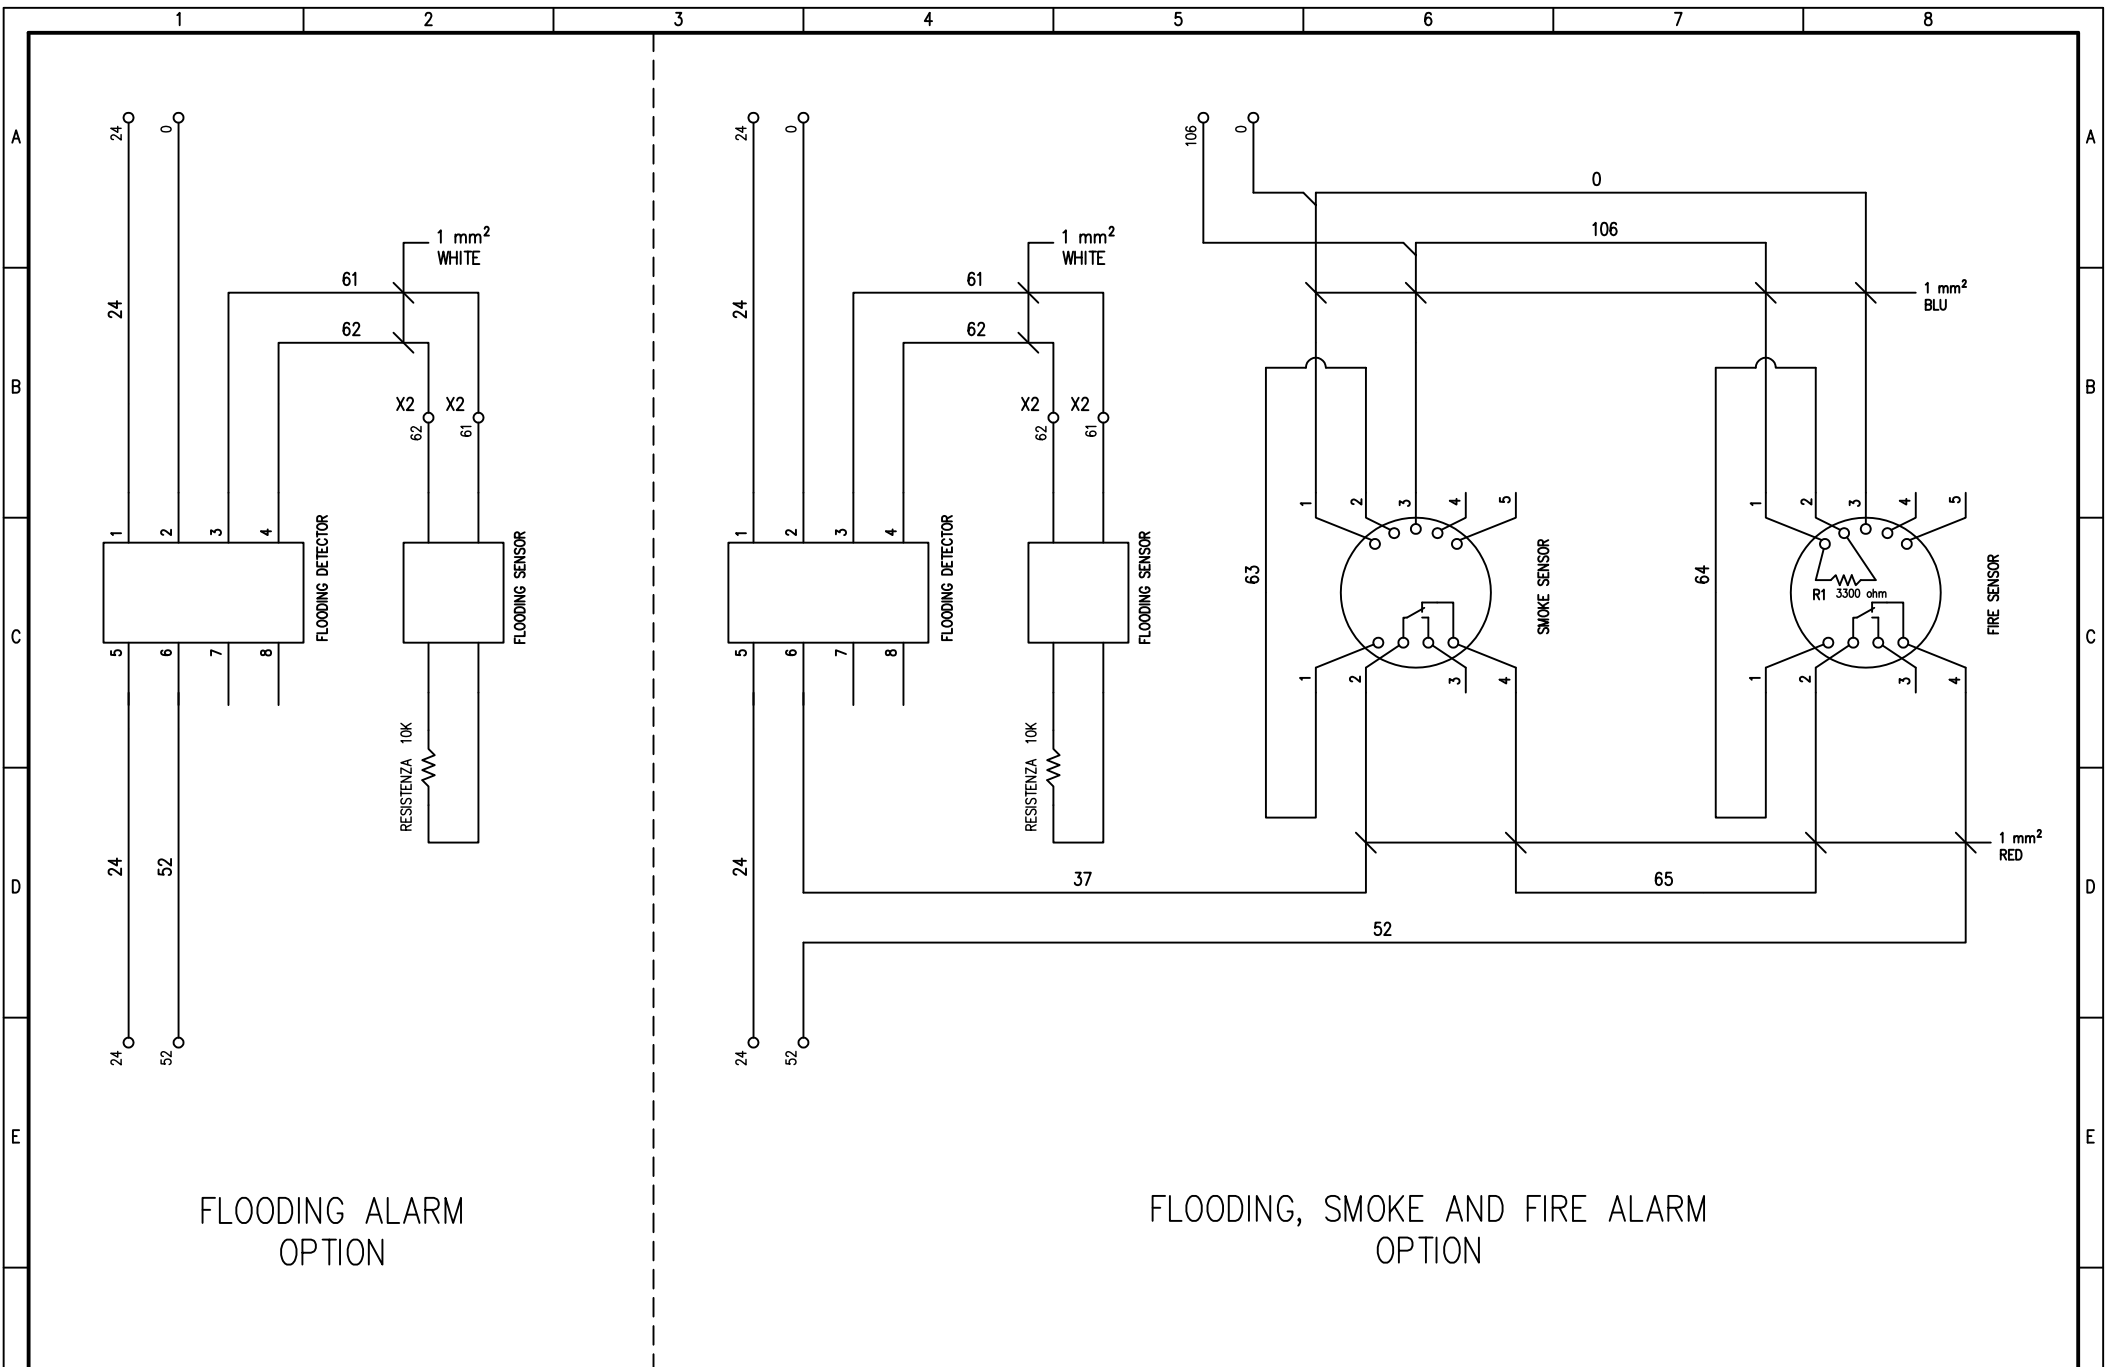 1 2 3 4 5 6 7 8
A A
24 0 24 0 106 0
0
106
1 mm²
WHITE
1 mm²
WHITE
61 61
24 24
1 mm²
BLU
62 62
B B
X2 X2 X2 X2
62 61 62 61
1 2 3 4 5 1 2 3 4 5
1 2 3 4 1 2 3 4
FLOODING DETECTOR
FLOODING SENSOR
FLOODING DETECTOR
FLOODING SENSOR
63
SMOKE SENSOR
64
R1 3300 ohm
FIRE SENSOR
C C
5 6 7 8 5 6 7 8
1 2 3 4 1 2 3 4
RESISTENZA 10K
RESISTENZA 10K
1 mm²
RED
24 52 24
37
65
D D
52
24 52 24 52
E E
FLOODING ALARM
OPTION
FLOODING, SMOKE AND FIRE ALARM
OPTION